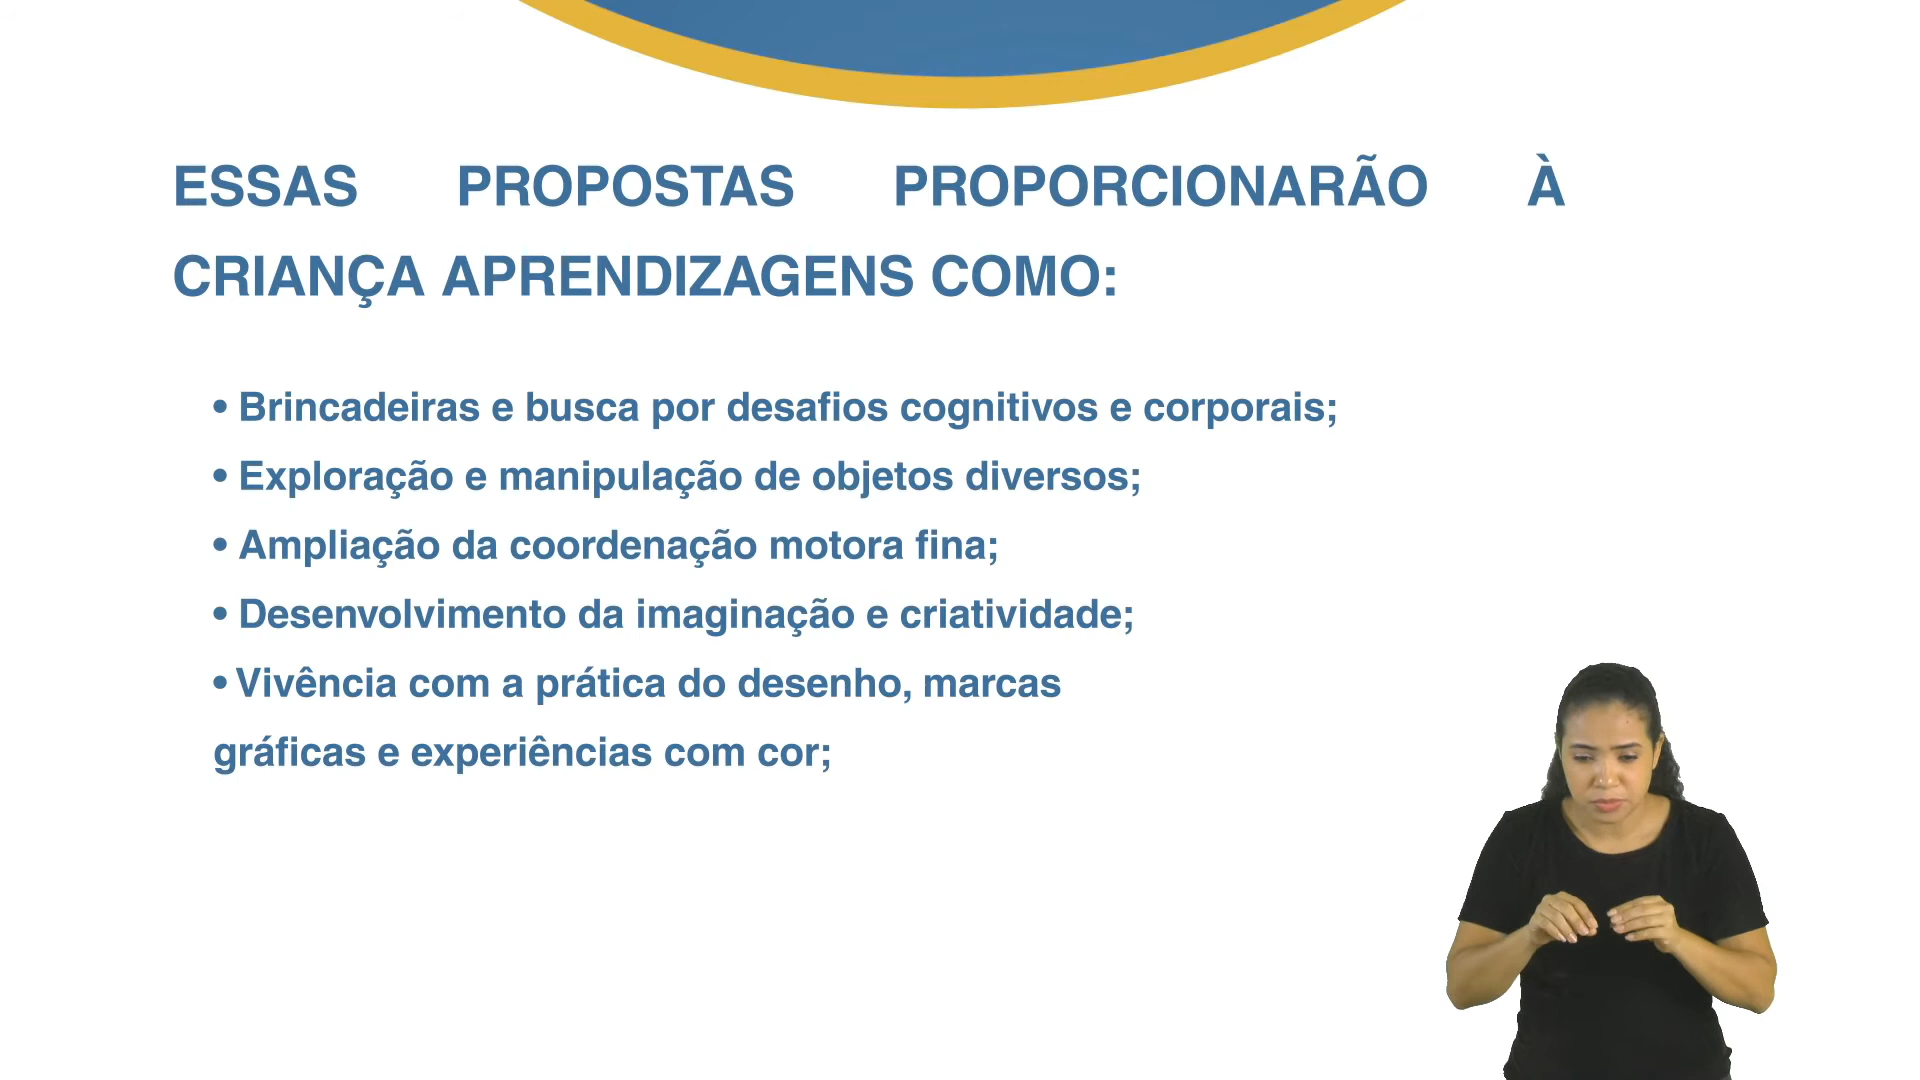 ESSAS PROPOSTAS PROPORCIONARÃO À
CRIANÇA APRENDIZAGENS COMO:
• Brincadeiras e busca por desafios cognitivos e corporais;
• Exploração e manipulação de objetos diversos;
• Ampliação da coordenação motora fina;
• Desenvolvimento da imaginação e criatividade;
• Vivência com a prática do desenho, marcas
gráficas e experiências com cor;